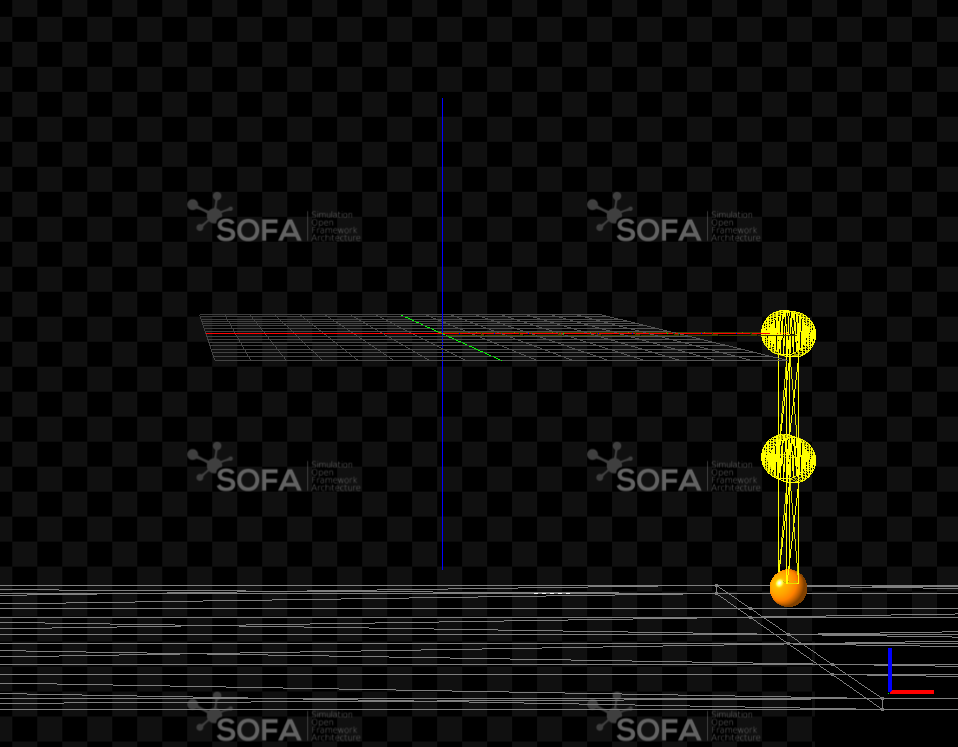 SOFA
Simulation
Open
Framework
Architecture
SOFA
Simulation
Open
Framework
Architecture
SOFA
Simulation
Open
Framework
Architecture
SOFA
Simulation
Open
Framework
Architecture
SOFA
Simulation
Open
Framework
Architecture
SOFA
Simulation
Open
Framework
Architecture